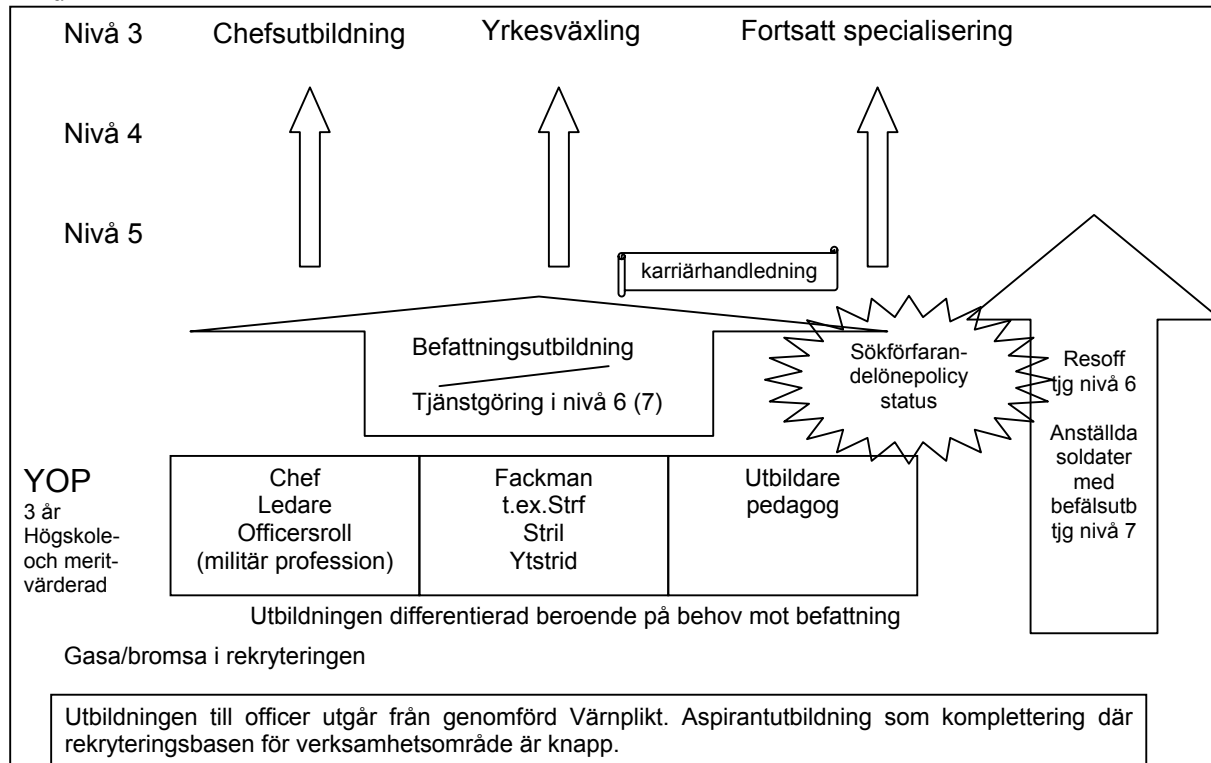 Nivå 3
Chefsutbildning
Yrkesväxling
Fortsatt specialisering
Nivå 4
Nivå 5
karriärhandledning
Befattningsutbildning
Tjänstgöring i nivå 6 (7)
Sökförfaran-
delönepolicy
status
Resoff
tjg nivå 6
Anställda
soldater
med
befälsutb
tjg nivå 7
YOP
3 år
Högskole-
och merit-
värderad
Chef
Ledare
Officersroll
(militär profession)
Fackman
t.ex.Strf
Stril
Ytstrid
Utbildare
pedagog
Utbildningen differentierad beroende på behov mot befattning
Gasa/bromsa i rekryteringen
Utbildningen till officer utgår från genomförd Värnplikt. Aspirantutbildning som komplettering där
rekryteringsbasen för verksamhetsområde är knapp.